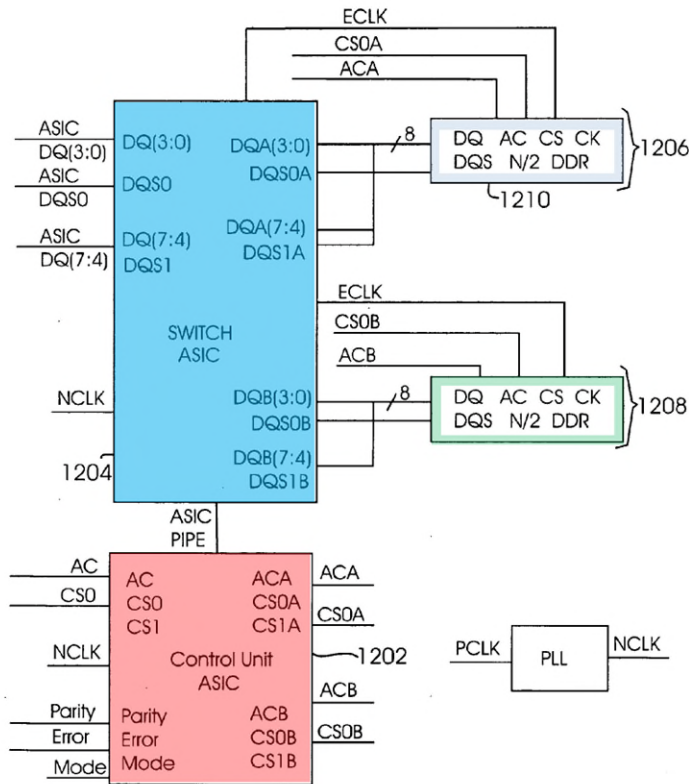 ECLK
CS0A
ACA
ASIC
DQ(3:0)
ASIC
DQS0
ASIC
DQ(7:4)
DQ(3:0)
DQS0
DQ(7:4)
DQS1
DQA(3:0)
DQS0A
DQA(7:4)
DQS1A
8
DQ AC CS CK
DQS N/2 DDR
1206
1210
SWITCH
ASIC
ECLK
CS0B
ACB
NCLK
DQB(3:0)
DQS0B
DQB(7:4)
DQS1B
8
DQ AC CS CK
DQS N/2 DDR
1208
1204
ASIC
PIPE
AC
CS0
NCLK
Parity
Error
Mode
AC
CS0
CS1
ACA
CS0A
CS1A
Control Unit
ASIC
Parity
Error
Mode
ACB
CS0B
CS1B
ACA
CS0A
1202
ACB
CS0B
PCLK
PLL
NCLK